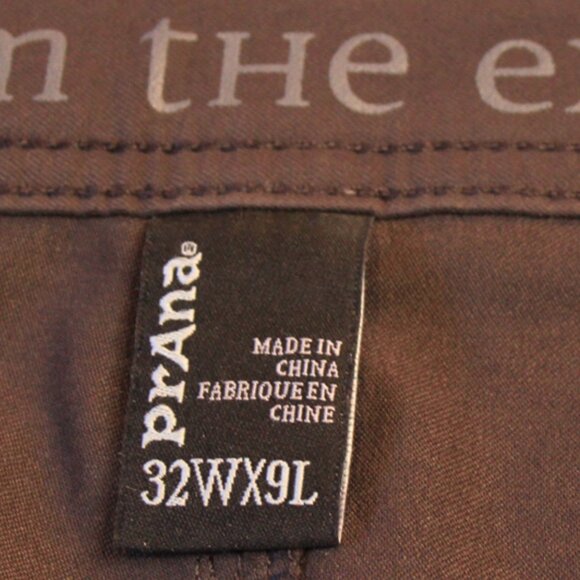 m tHe e
prAna®
MADE IN
CHINA
FABRIQUE EN
CHINE
32WX9L